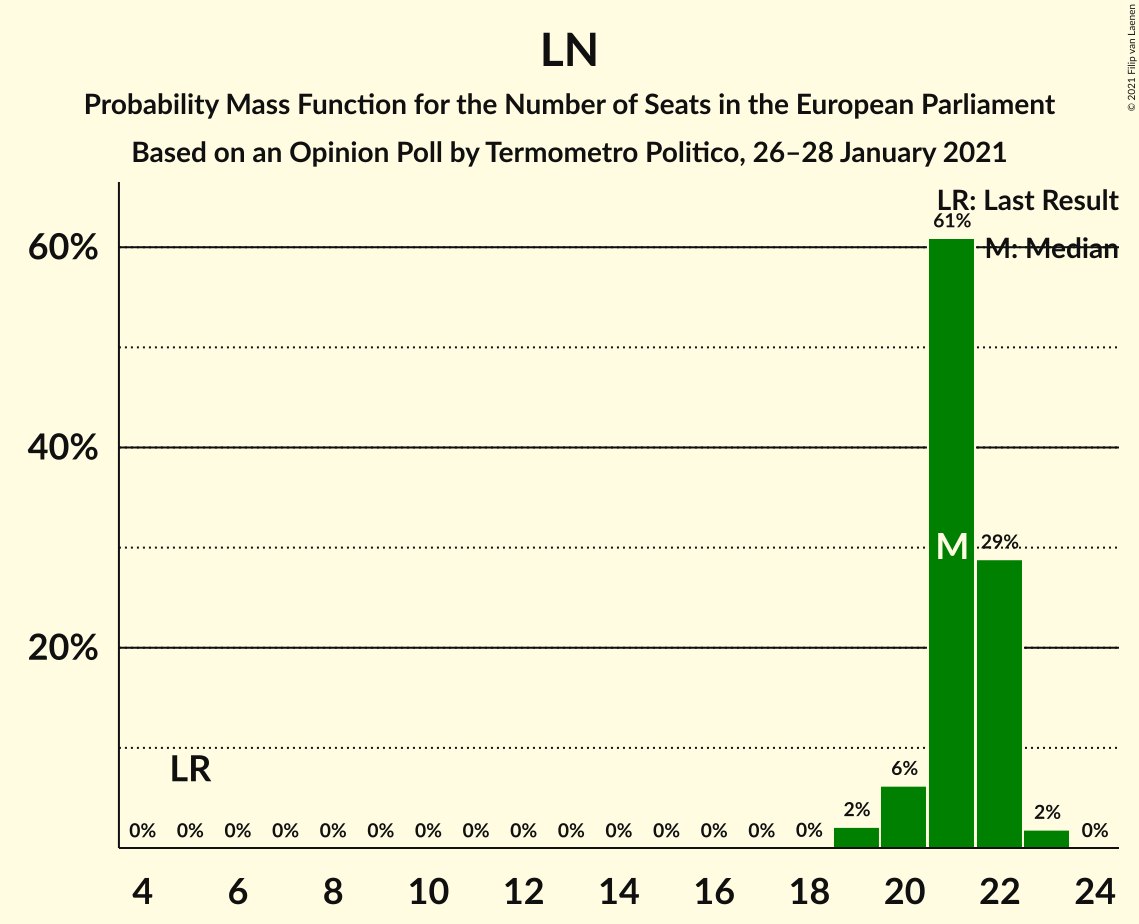 LN
Probability Mass Function for the Number of Seats in the European Parliament
Based on an Opinion Poll by Termometro Politico, 26–28 January 2021
© 2021 Filip van Laenen
LR: Last Result
M: Median
60%
40%
20%
61%
M
29%
LR
6%
2%
2%
0% 0% 0% 0% 0% 0% 0% 0% 0% 0% 0% 0% 0% 0% 0% 0%
4 6 8 10 12 14 16 18 20 22 24